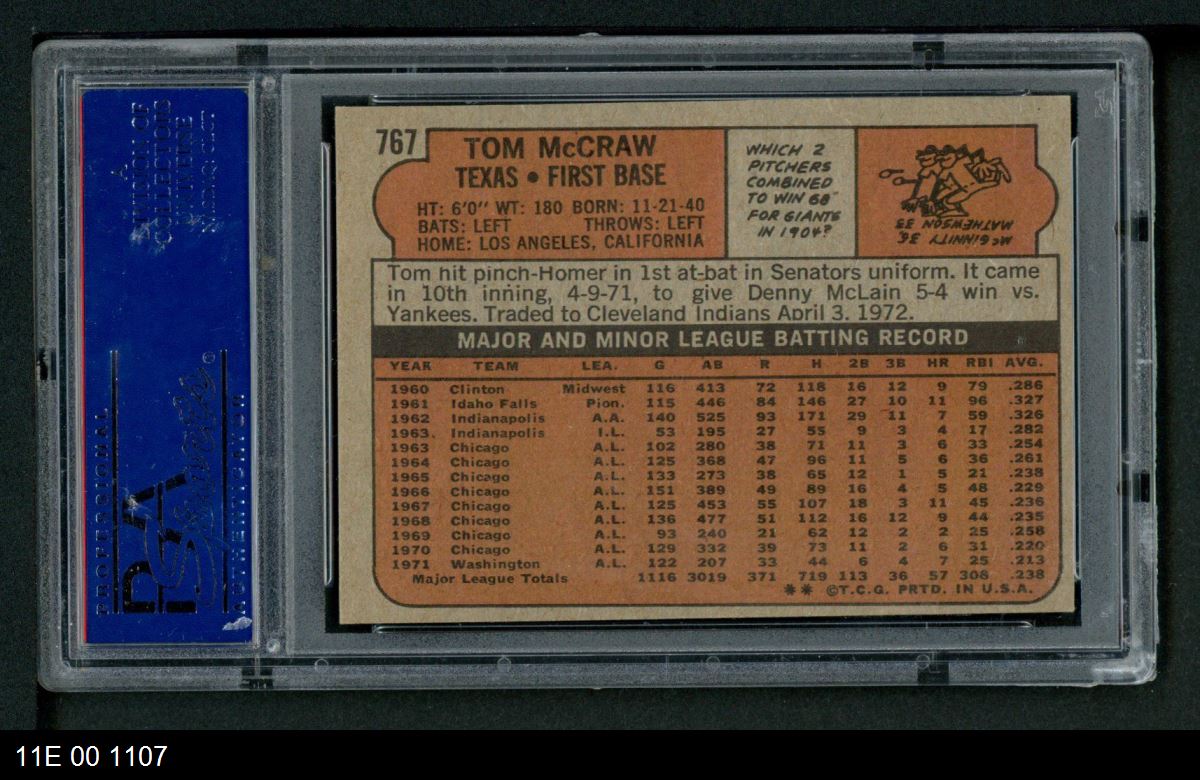 767
TOM McCRAW
TEXAS • FIRST BASE
HT: 6'0" WT: 180 BORN: 11-21-40
BATS: LEFT THROWS: LEFT
HOME: LOS ANGELES, CALIFORNIA
WHICH 2
PITCHERS
COMBINED
TO WIN 68
FOR GIANTS
IN 1904?
McGINNITY 36,
MATHEWSON 33
Tom hit pinch-Homer in 1st at-bat in Senators uniform. It came
in 10th inning, 4-9-71, to give Denny McLain 5-4 win vs.
Yankees. Traded to Cleveland Indians April 3, 1972.
MAJOR AND MINOR LEAGUE BATTING RECORD
YEAR TEAM LEA. G AB R H 2B 3B HR RBI AVG.
1960 Clinton Midwest 116 413 72 118 16 12 9 79 .286
1961 Idaho Falls Pion. 115 446 84 146 27 10 11 96 .327
1962 Indianapolis A.A. 140 525 93 171 29 11 7 59 .326
1963 Indianapolis I.L. 53 195 27 55 9 3 4 17 .282
1963 Chicago A.L. 102 280 38 71 11 3 6 33 .254
1964 Chicago A.L. 125 368 47 96 11 5 6 36 .261
1965 Chicago A.L. 133 273 38 65 12 1 5 21 .238
1966 Chicago A.L. 151 389 49 89 16 4 5 48 .229
1967 Chicago A.L. 125 453 55 107 18 3 11 45 .236
1968 Chicago A.L. 136 477 51 112 16 12 9 44 .235
1969 Chicago A.L. 93 240 21 62 12 2 2 25 .258
1970 Chicago A.L. 129 332 39 73 11 2 6 31 .220
1971 Washington A.L. 122 207 33 44 6 4 7 25 .213
Major League Totals 1116 3019 371 719 113 36 57 308 .238
** ©T.C.G. PRTD. IN U.S.A.
A
DIVISION OF
COLLECTORS
UNIVERSE
NASDAQ: CLCT
PROFESSIONAL
PSA
AUTHENTICATOR
11E 00 1107